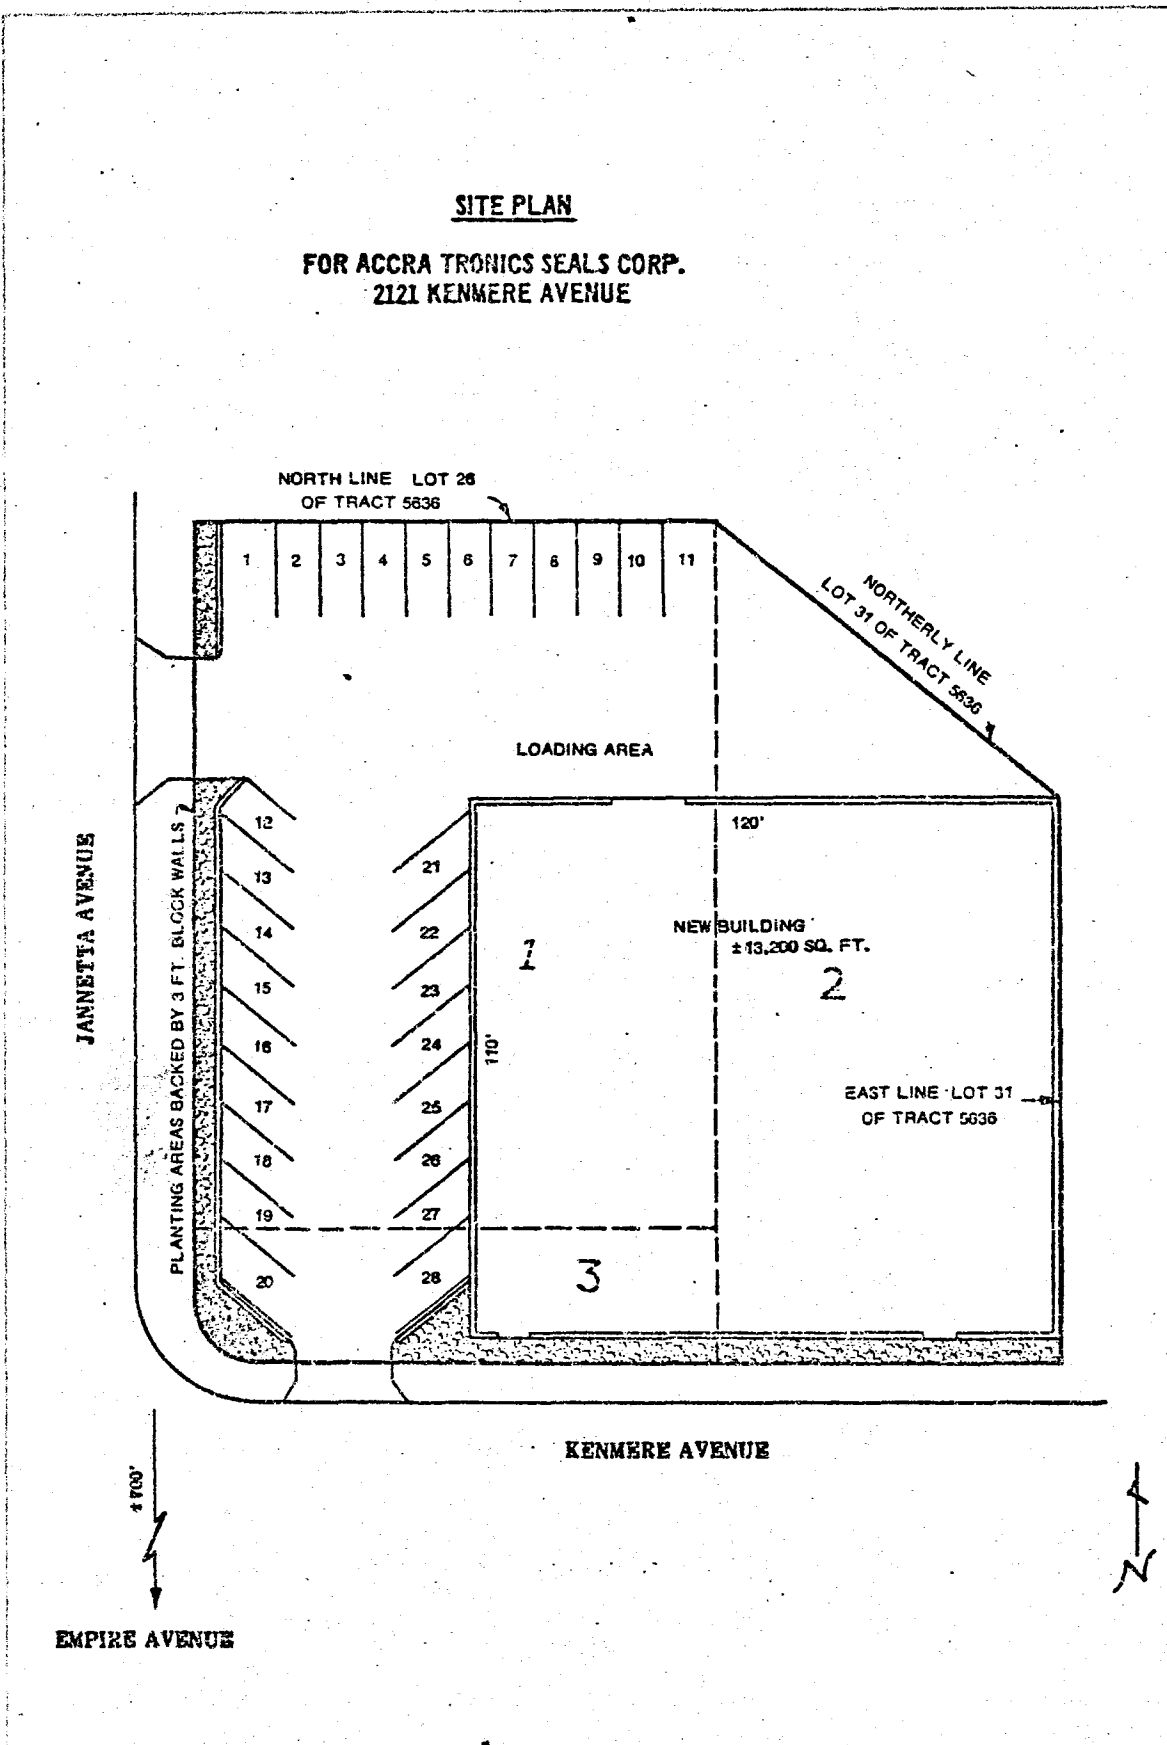 SITE PLAN
FOR ACCRA TRONICS SEALS CORP.
2121 KENMERE AVENUE
NORTH LINE LOT 26
OF TRACT 5636
1 2 3 4 5 6 7 8 9 10 11
NORTHERLY LINE
LOT 31 OF TRACT 5636
LOADING AREA
12
13
14
15
16
17
18
19
20
21
22
23
24
25
26
27
28
120'
110'
NEW BUILDING
±13,200 SQ. FT.
1
2
3
EAST LINE LOT 31
OF TRACT 5636
PLANTING AREAS BACKED BY 3 FT. BLOCK WALLS
JANNETTA AVENUE
KENMERE AVENUE
±700'
EMPIRE AVENUE
N